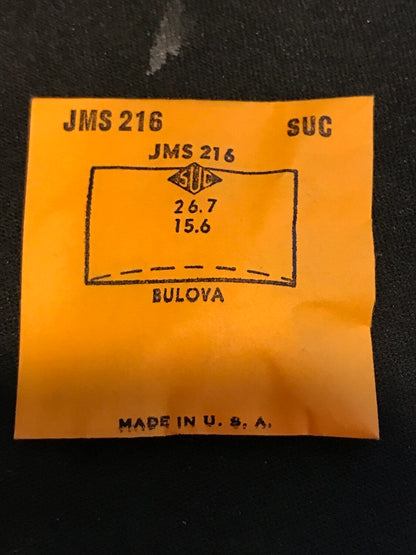 JMS 216 SUC
JMS 216
SUC
26.7
15.6
BULOVA
MADE IN U. S. A.